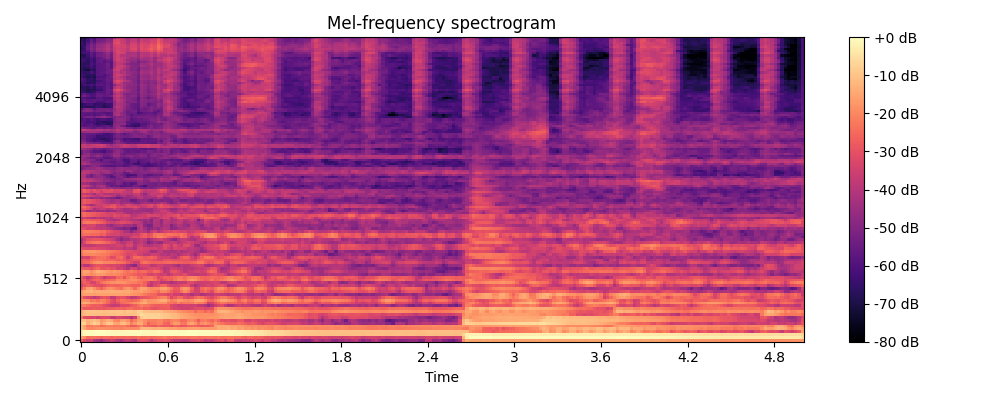 Mel-frequency spectrogram
Hz
4096
2048
1024
512
0
0 0.6 1.2 1.8 2.4 3 3.6 4.2 4.8
Time
+0 dB
-10 dB
-20 dB
-30 dB
-40 dB
-50 dB
-60 dB
-70 dB
-80 dB